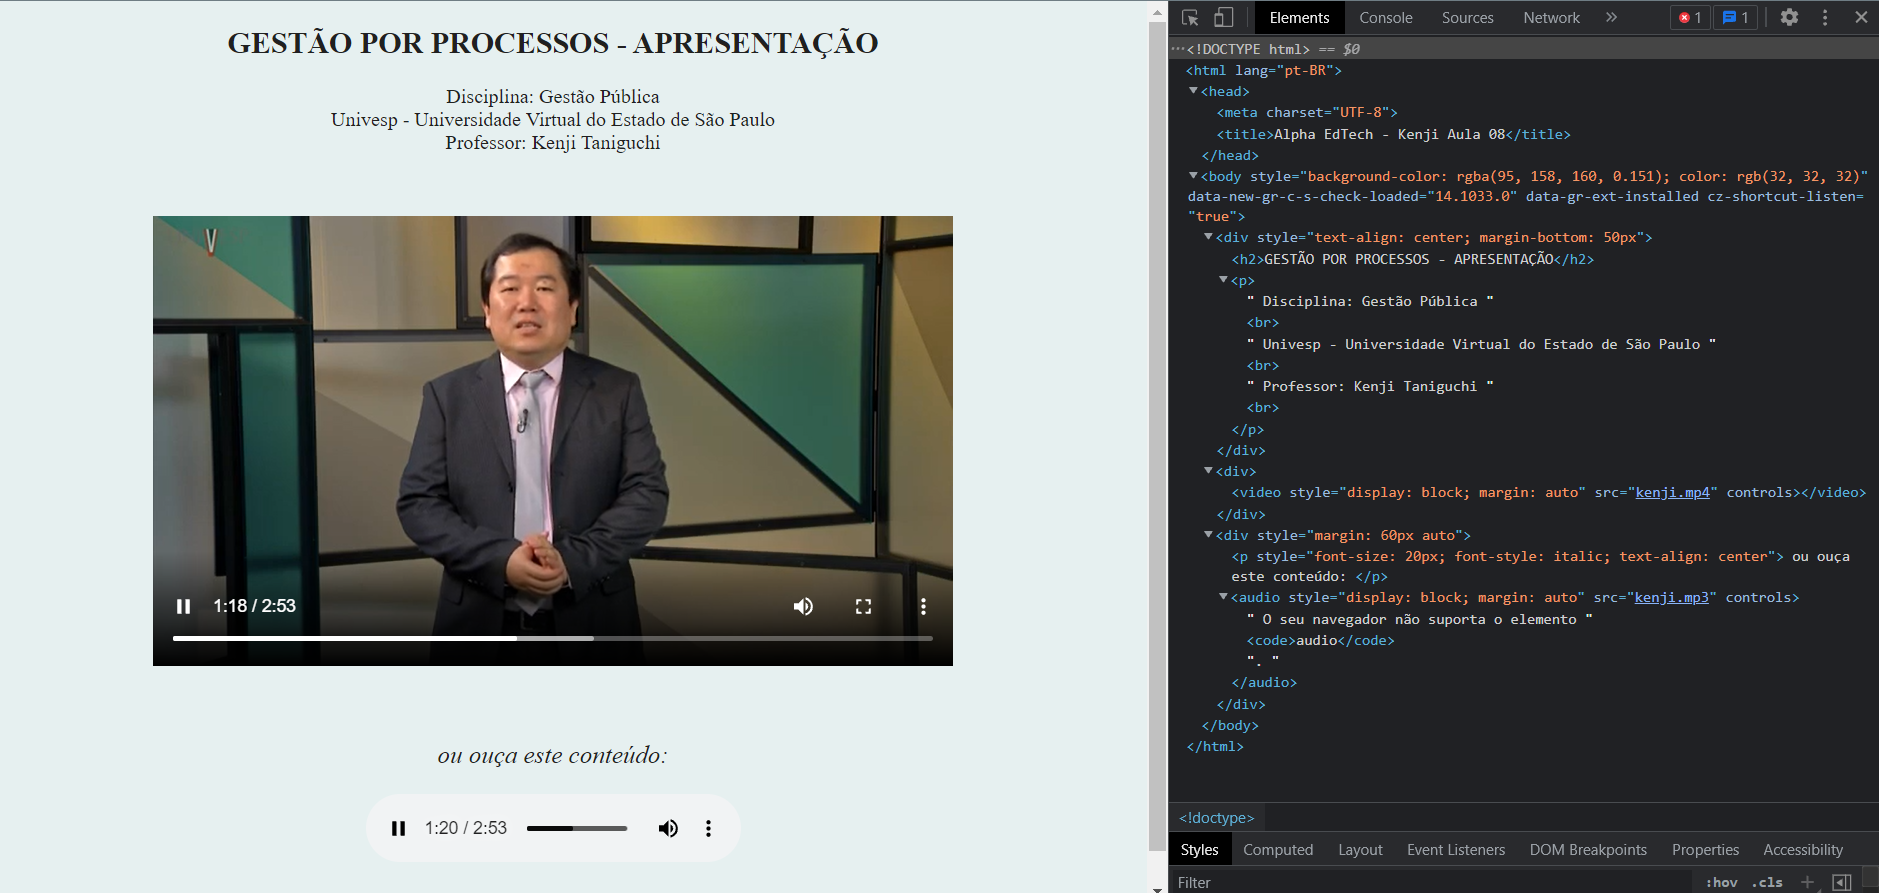 GESTÃO POR PROCESSOS - APRESENTAÇÃO
Disciplina: Gestão Pública
Univesp - Universidade Virtual do Estado de São Paulo
Professor: Kenji Taniguchi
V
1:18 / 2:53
ou ouça este conteúdo:
1:20 / 2:53
Elements Console Sources Network » 1 1
···<!DOCTYPE html> == $0
<html lang="pt-BR">
<head>
<meta charset="UTF-8">
<title>Alpha EdTech - Kenji Aula 08</title>
</head>
<body style="background-color: rgba(95, 158, 160, 0.151); color: rgb(32, 32, 32)"
data-new-gr-c-s-check-loaded="14.1033.0" data-gr-ext-installed cz-shortcut-listen=
"true">
<div style="text-align: center; margin-bottom: 50px">
<h2>GESTÃO POR PROCESSOS - APRESENTAÇÃO</h2>
<p>
" Disciplina: Gestão Pública "
<br>
" Univesp - Universidade Virtual do Estado de São Paulo "
<br>
" Professor: Kenji Taniguchi "
<br>
</p>
</div>
<div>
<video style="display: block; margin: auto" src="kenji.mp4" controls></video>
</div>
<div style="margin: 60px auto">
<p style="font-size: 20px; font-style: italic; text-align: center"> ou ouça
este conteúdo: </p>
<audio style="display: block; margin: auto" src="kenji.mp3" controls>
" O seu navegador não suporta o elemento "
<code>audio</code>
". "
</audio>
</div>
</body>
</html>
<!doctype>
Styles Computed Layout Event Listeners DOM Breakpoints Properties Accessibility
Filter :hov .cls +